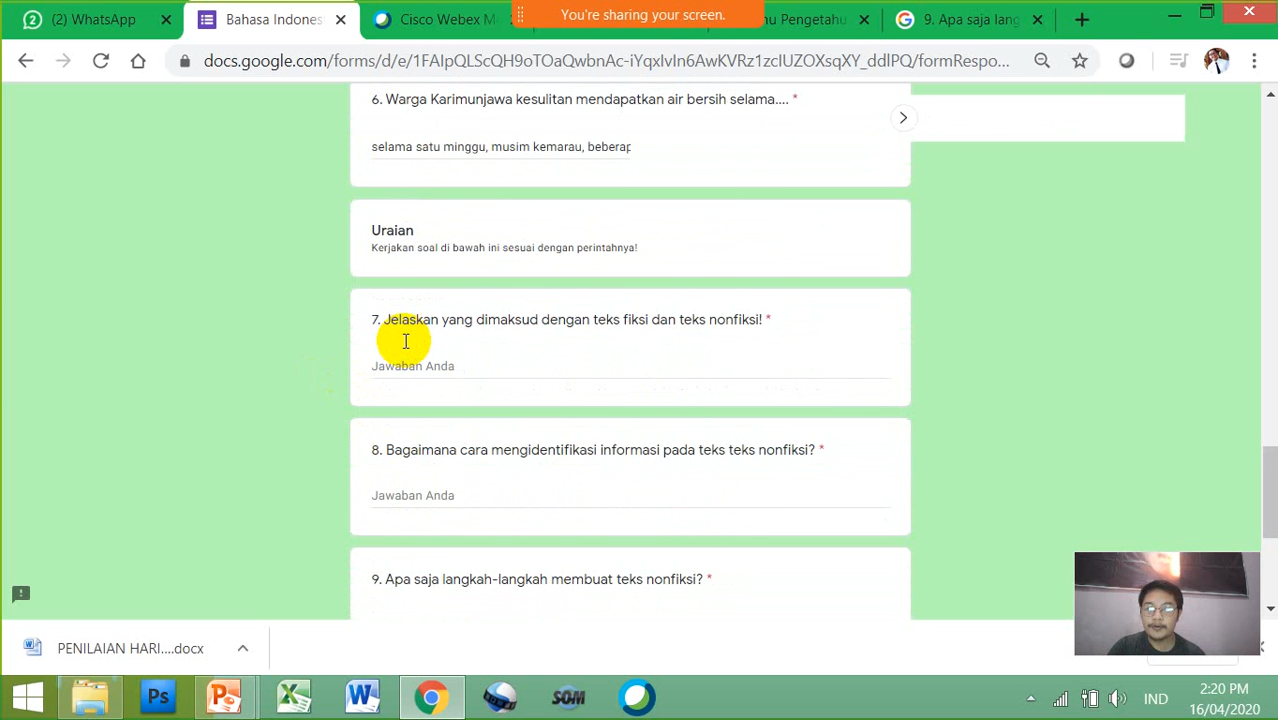 You're sharing your screen.
(2) WhatsApp
Bahasa Indones
Cisco Webex M
mu Pengetahu
9. Apa saja lang
docs.google.com/forms/d/e/1FAIpQLScQH9oTOaQwbnAc-iYqxIvIn6AwKVRz1zcIUZOXsqXY_ddlPQ/formRespo...
6. Warga Karimunjawa kesulitan mendapatkan air bersih selama.... *
selama satu minggu, musim kemarau, beberap
Uraian
Kerjakan soal di bawah ini sesuai dengan perintahnya!
7. Jelaskan yang dimaksud dengan teks fiksi dan teks nonfiksi! *
Jawaban Anda
8. Bagaimana cara mengidentifikasi informasi pada teks teks nonfiksi? *
Jawaban Anda
9. Apa saja langkah-langkah membuat teks nonfiksi? *
PENILAIAN HARI....docx
Ps
SOM
IND
2:20 PM
16/04/2020